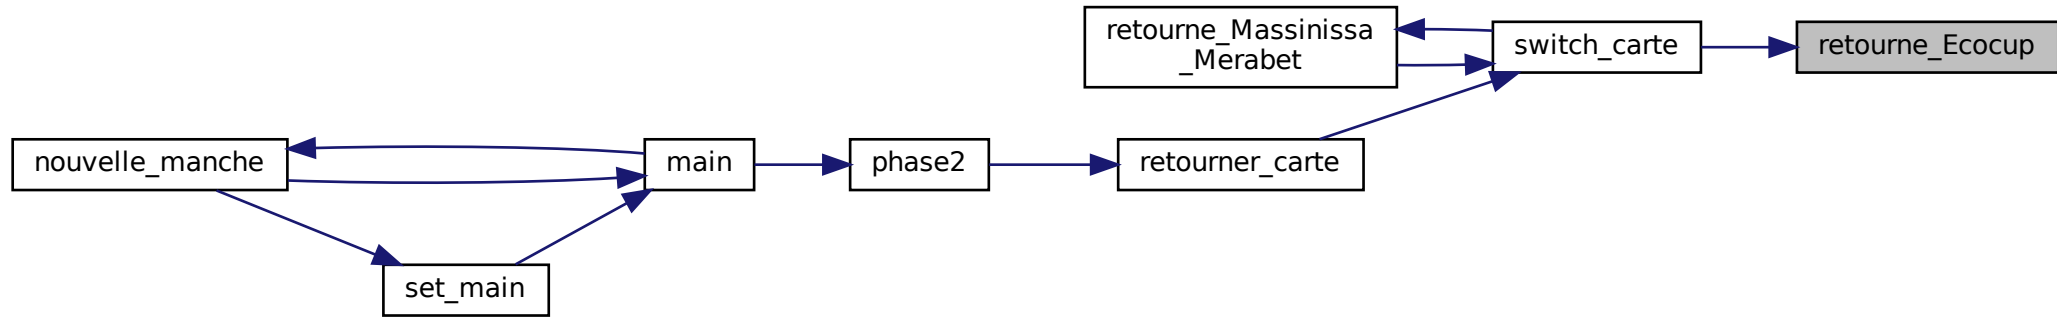 retourne_Massinissa
_Merabet
switch_carte
retourne_Ecocup
nouvelle_manche
main
phase2
retourner_carte
set_main